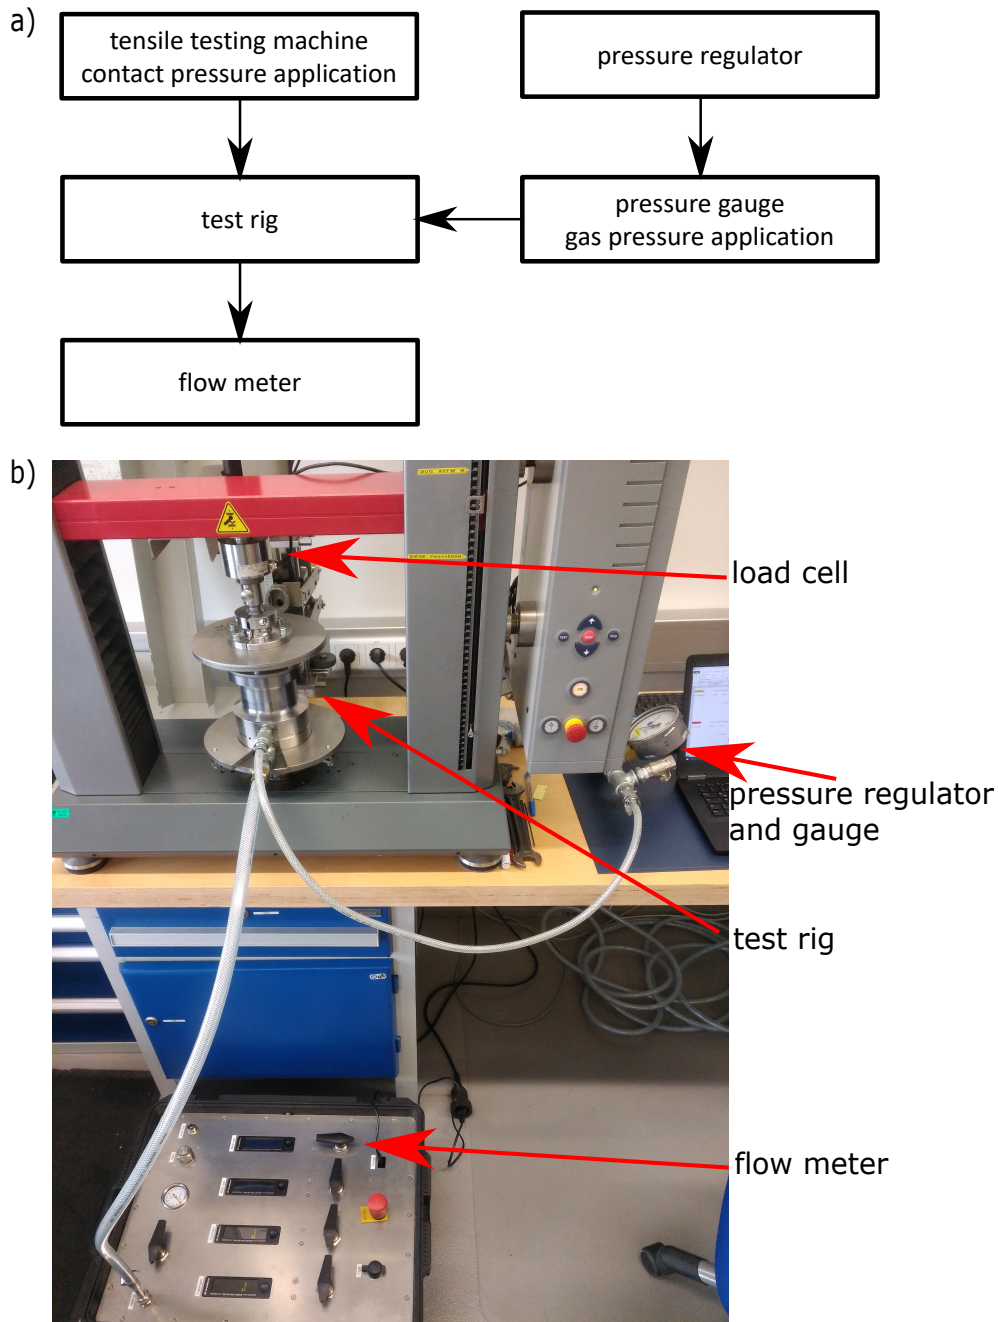 a)
tensile testing machine
contact pressure application
pressure regulator
test rig
pressure gauge
gas pressure application
flow meter
b)
load cell
pressure regulator
and gauge
test rig
flow meter